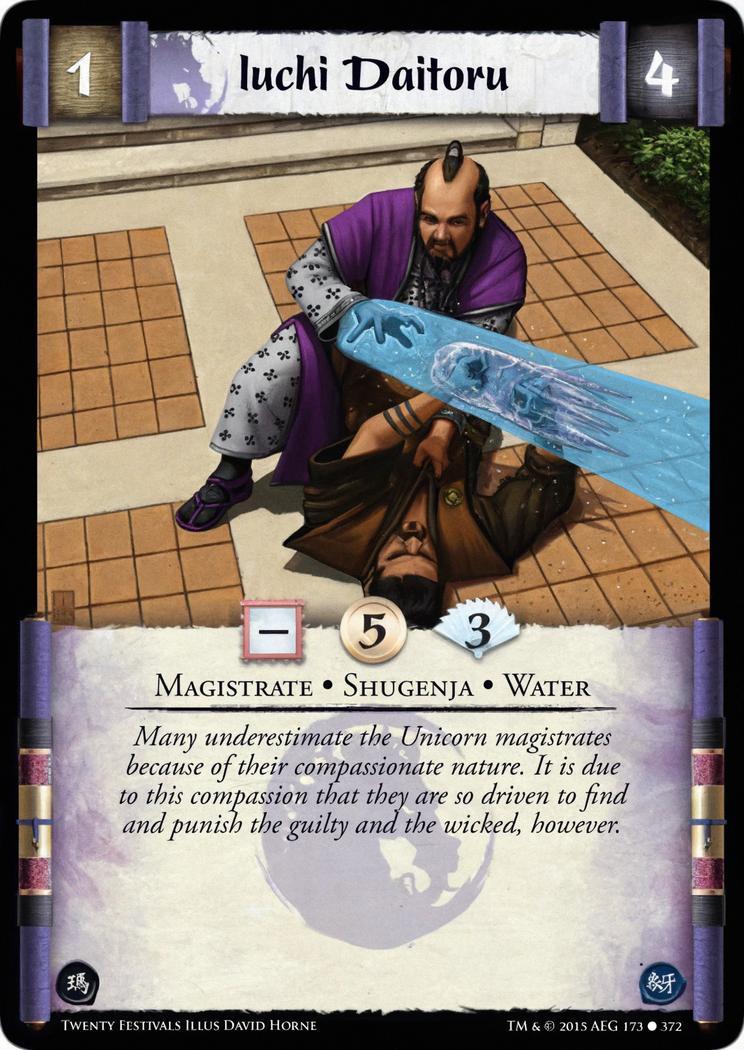 1
Iuchi Daitoru
4
–
5
3
Magistrate • Shugenja • Water
Many underestimate the Unicorn magistrates
because of their compassionate nature. It is due
to this compassion that they are so driven to find
and punish the guilty and the wicked, however.
Twenty Festivals Illus David Horne
TM & © 2015 AEG 173 ● 372